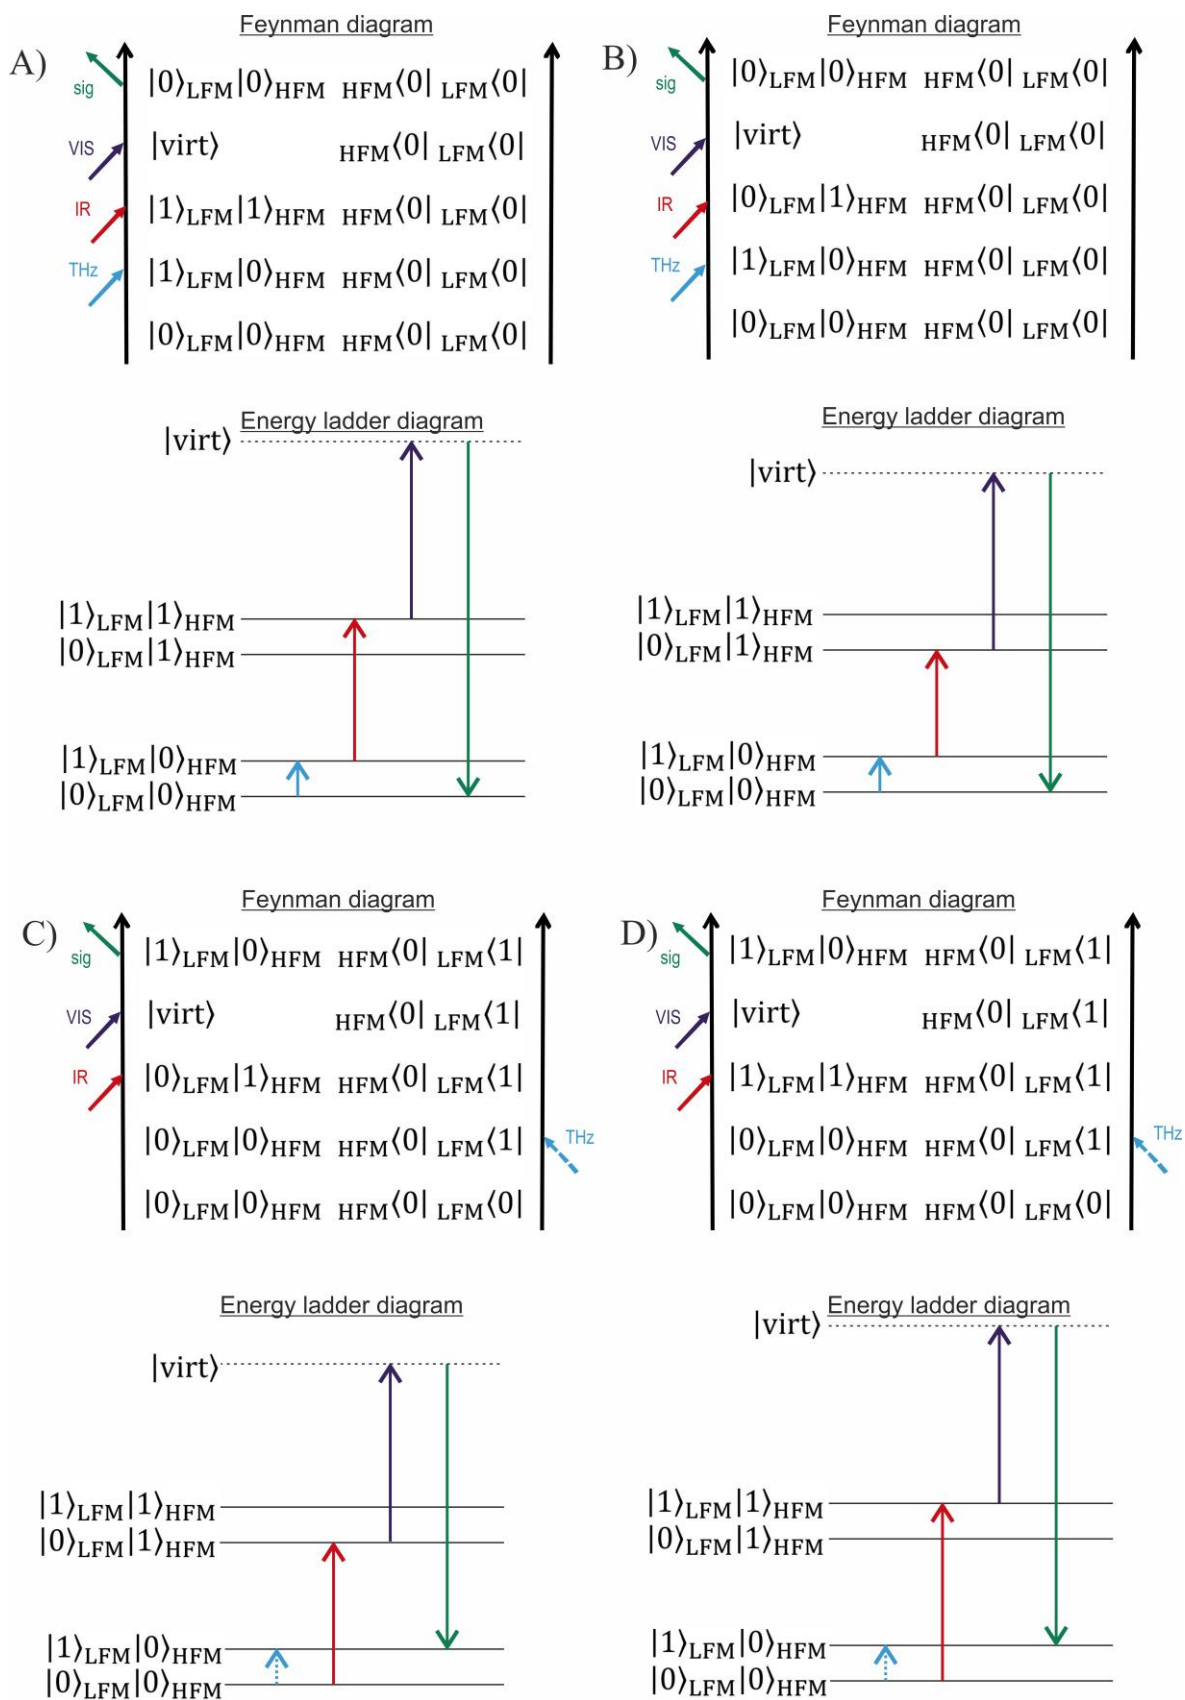 A)
Feynman diagram
sig
|0⟩LFM|0⟩HFM HFM⟨0| LFM⟨0|
VIS
|virt⟩ HFM⟨0| LFM⟨0|
IR
|1⟩LFM|1⟩HFM HFM⟨0| LFM⟨0|
THz
|1⟩LFM|0⟩HFM HFM⟨0| LFM⟨0|
|0⟩LFM|0⟩HFM HFM⟨0| LFM⟨0|
Energy ladder diagram
|virt⟩
|1⟩LFM|1⟩HFM
|0⟩LFM|1⟩HFM
|1⟩LFM|0⟩HFM
|0⟩LFM|0⟩HFM
B)
Feynman diagram
sig
|0⟩LFM|0⟩HFM HFM⟨0| LFM⟨0|
VIS
|virt⟩ HFM⟨0| LFM⟨0|
IR
|0⟩LFM|1⟩HFM HFM⟨0| LFM⟨0|
THz
|1⟩LFM|0⟩HFM HFM⟨0| LFM⟨0|
|0⟩LFM|0⟩HFM HFM⟨0| LFM⟨0|
Energy ladder diagram
|virt⟩
|1⟩LFM|1⟩HFM
|0⟩LFM|1⟩HFM
|1⟩LFM|0⟩HFM
|0⟩LFM|0⟩HFM
C)
Feynman diagram
sig
|1⟩LFM|0⟩HFM HFM⟨0| LFM⟨1|
VIS
|virt⟩ HFM⟨0| LFM⟨1|
IR
|0⟩LFM|1⟩HFM HFM⟨0| LFM⟨1|
|0⟩LFM|0⟩HFM HFM⟨0| LFM⟨1|
THz
|0⟩LFM|0⟩HFM HFM⟨0| LFM⟨0|
Energy ladder diagram
|virt⟩
|1⟩LFM|1⟩HFM
|0⟩LFM|1⟩HFM
|1⟩LFM|0⟩HFM
|0⟩LFM|0⟩HFM
D)
Feynman diagram
sig
|1⟩LFM|0⟩HFM HFM⟨0| LFM⟨1|
VIS
|virt⟩ HFM⟨0| LFM⟨1|
IR
|1⟩LFM|1⟩HFM HFM⟨0| LFM⟨1|
|0⟩LFM|0⟩HFM HFM⟨0| LFM⟨1|
THz
|0⟩LFM|0⟩HFM HFM⟨0| LFM⟨0|
Energy ladder diagram
|virt⟩
|1⟩LFM|1⟩HFM
|0⟩LFM|1⟩HFM
|1⟩LFM|0⟩HFM
|0⟩LFM|0⟩HFM